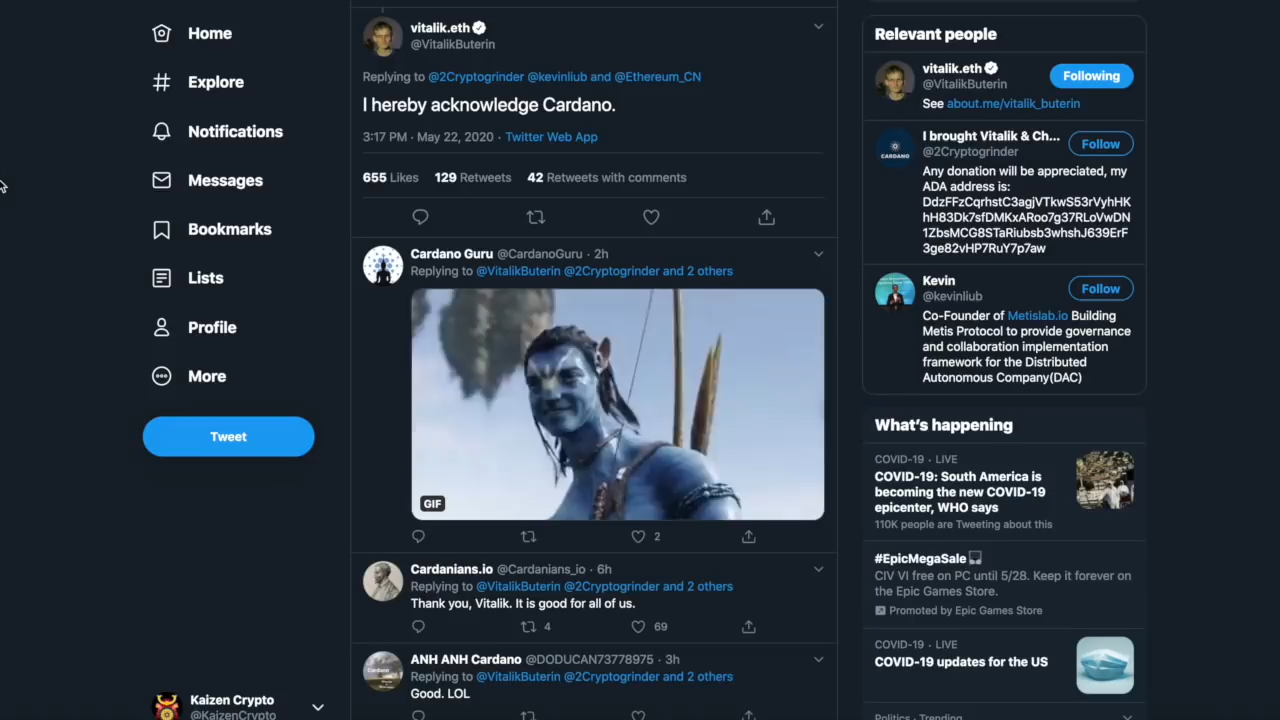 Home
Explore
Notifications
Messages
Bookmarks
Lists
Profile
More
Tweet
Kaizen Crypto
@KaizenCrypto
vitalik.eth
@VitalikButerin
Replying to @2Cryptogrinder @kevinliub and @Ethereum_CN
I hereby acknowledge Cardano.
3:17 PM · May 22, 2020 · Twitter Web App
655 Likes 129 Retweets 42 Retweets with comments
Cardano Guru @CardanoGuru · 2h
Replying to @VitalikButerin @2Cryptogrinder and 2 others
GIF
2
Cardanians.io @Cardanians_io · 6h
Replying to @VitalikButerin @2Cryptogrinder and 2 others
Thank you, Vitalik. It is good for all of us.
4 69
ANH ANH Cardano @DODUCAN73778975 · 3h
Replying to @VitalikButerin @2Cryptogrinder and 2 others
Good. LOL
Relevant people
vitalik.eth
@VitalikButerin
Following
See about.me/vitalik_buterin
I brought Vitalik & Ch...
@2Cryptogrinder
Follow
CARDANO
Any donation will be appreciated, my
ADA address is:
DdzFFzCqrhstC3agjVTkwS53rVyhHK
hH83Dk7sfDMKxARoo7g37RLoVwDN
1ZbsMCG8STaRiubsb3whshJ639ErF
3ge82vHP7RuY7p7aw
Kevin
@kevinliub
Follow
Co-Founder of Metislab.io Building
Metis Protocol to provide governance
and collaboration implementation
framework for the Distributed
Autonomous Company(DAC)
What's happening
COVID-19 · LIVE
COVID-19: South America is
becoming the new COVID-19
epicenter, WHO says
110K people are Tweeting about this
#EpicMegaSale
CIV VI free on PC until 5/28. Keep it forever on
the Epic Games Store.
Promoted by Epic Games Store
COVID-19 · LIVE
COVID-19 updates for the US
Politics · Trending